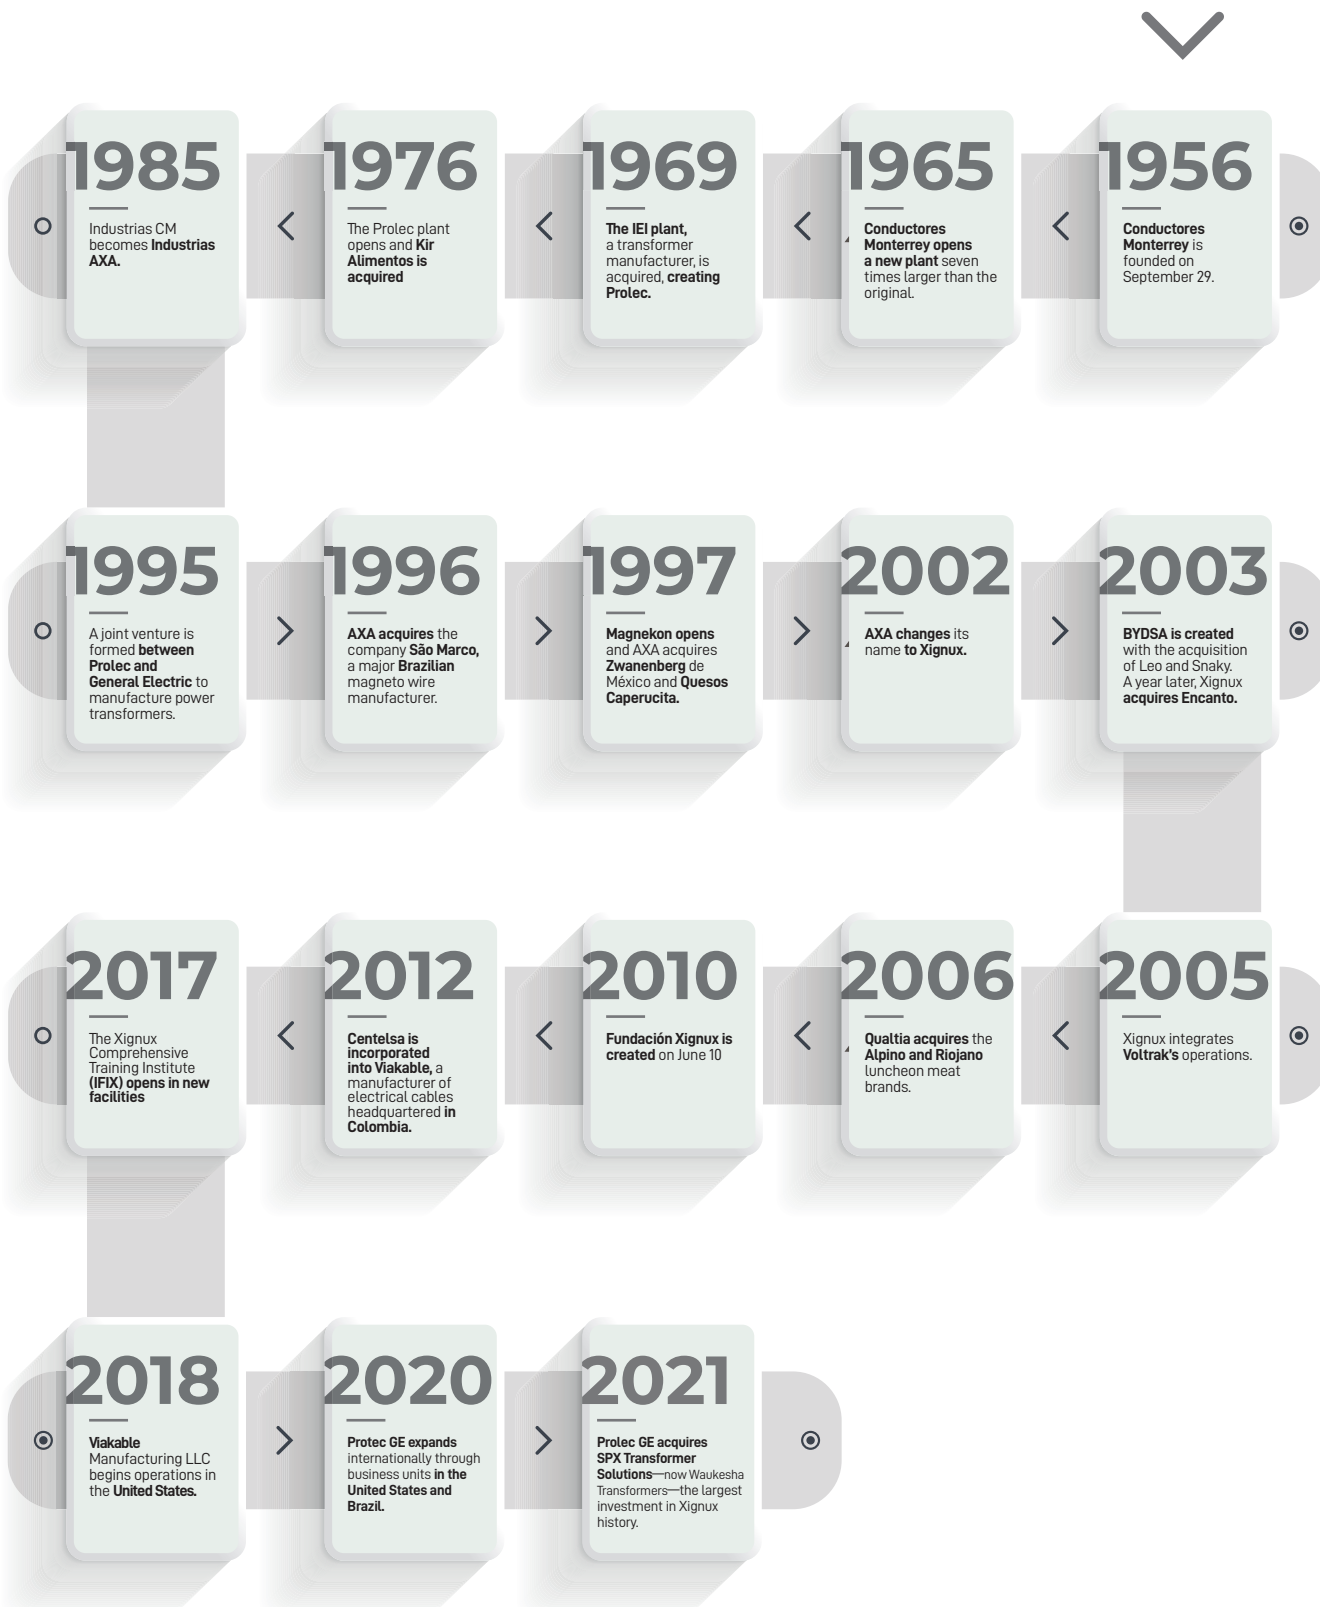 1956
Conductores
Monterrey is
founded on
September 29.
1965
Conductores
Monterrey opens
a new plant seven
times larger than the
original.
1969
The IEI plant,
a transformer
manufacturer, is
acquired, creating
Prolec.
1976
The Prolec plant
opens and Kir
Alimentos is
acquired
1985
Industrias CM
becomes Industrias
AXA.
1995
A joint venture is
formed between
Prolec and
General Electric to
manufacture power
transformers.
1996
AXA acquires the
company São Marco,
a major Brazilian
magneto wire
manufacturer.
1997
Magnekon opens
and AXA acquires
Zwanenberg de
México and Quesos
Caperucita.
2002
AXA changes its
name to Xignux.
2003
BYDSA is created
with the acquisition
of Leo and Snaky.
A year later, Xignux
acquires Encanto.
2005
Xignux integrates
Voltrak's operations.
2006
Qualtia acquires the
Alpino and Riojano
luncheon meat
brands.
2010
Fundación Xignux is
created on June 10
2012
Centelsa is
incorporated
into Viakable, a
manufacturer of
electrical cables
headquartered in
Colombia.
2017
The Xignux
Comprehensive
Training Institute
(IFIX) opens in new
facilities
2018
Viakable
Manufacturing LLC
begins operations in
the United States.
2020
Protec GE expands
internationally through
business units in the
United States and
Brazil.
2021
Prolec GE acquires
SPX Transformer
Solutions—now Waukesha
Transformers—the largest
investment in Xignux
history.